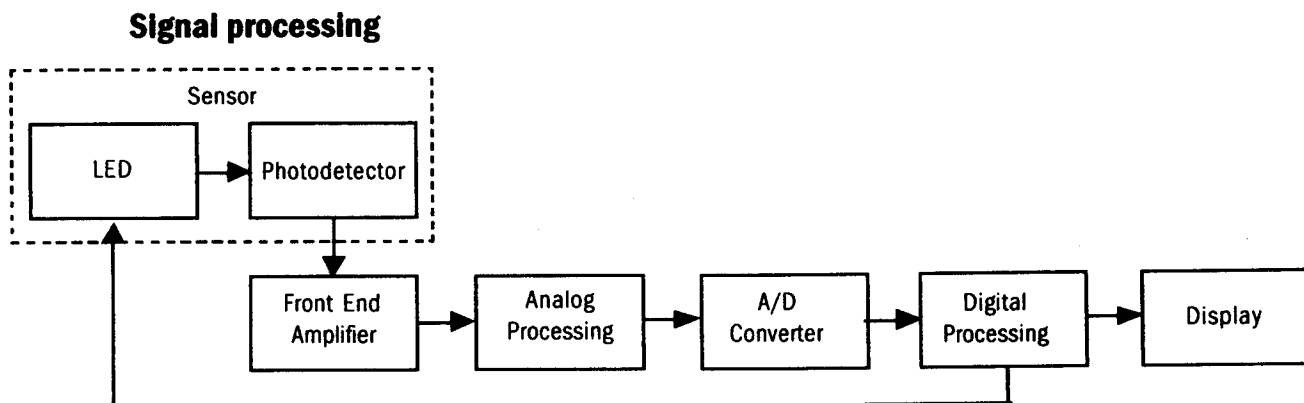 Signal processing
Sensor
LED
Photodetector
Front End
Amplifier
Analog
Processing
A/D
Converter
Digital
Processing
Display